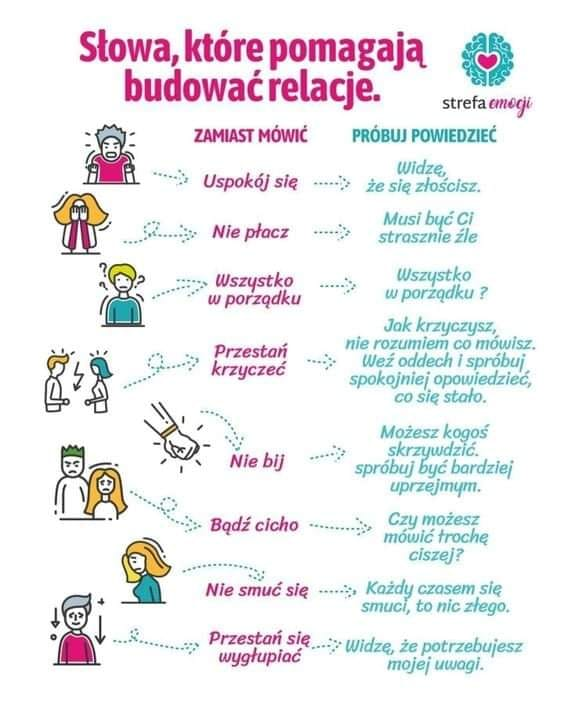 Słowa, które pomagają
budować relacje.
strefa emocji
ZAMIAST MÓWIĆ
PRÓBUJ POWIEDZIEĆ
Uspokój się
Widzę,
że się złościsz.
Nie płacz
Musi być Ci
strasznie źle
Wszystko
w porządku
Wszystko
w porządku ?
Przestań
krzyczeć
Jak krzyczysz,
nie rozumiem co mówisz.
Weź oddech i spróbuj
spokojniej opowiedzieć,
co się stało.
Nie bij
Możesz kogoś
skrzywdzić.
spróbuj być bardziej
uprzejmym.
Bądź cicho
Czy możesz
mówić trochę
ciszej?
Nie smuć się
Każdy czasem się
smuci, to nic złego.
Przestań się
wygłupiać
Widzę, że potrzebujesz
mojej uwagi.